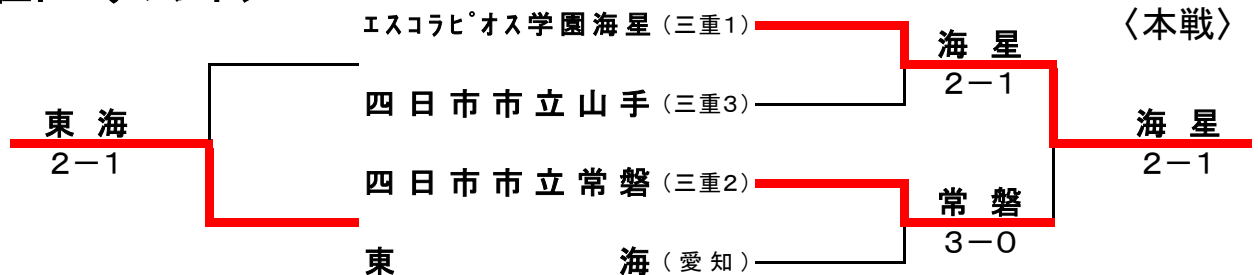 エスコラピオス学園海星（三重1）
〈本戦〉
海星
2－1
四日市市立山手（三重3）
東海
2－1
海星
2－1
四日市市立常磐（三重2）
常磐
3－0
東海（愛知）